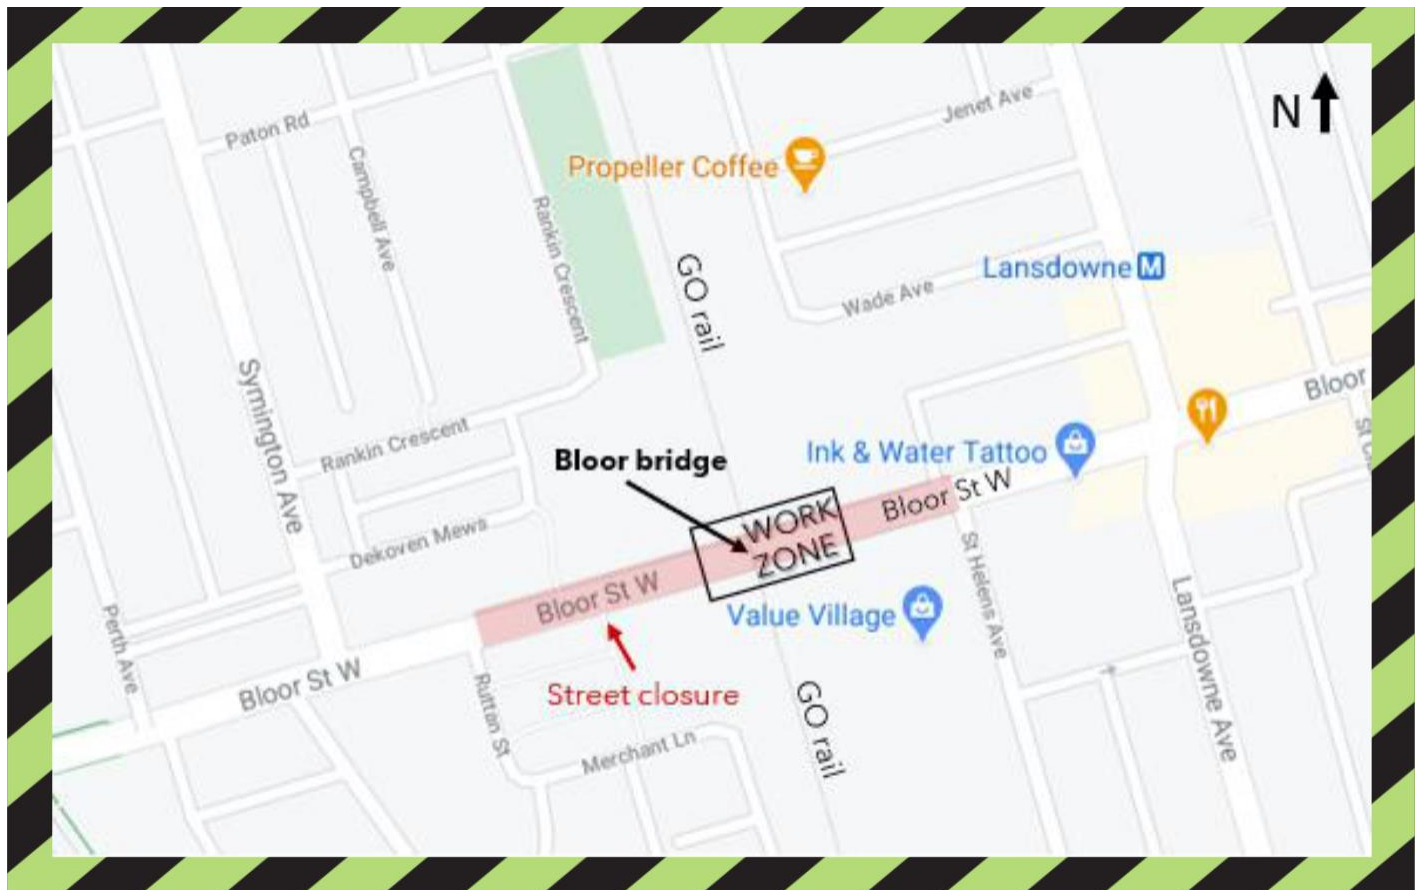 N
Jenet Ave
Paton Rd
Propeller Coffee
Campbell Ave
Rankin Crescent
GO rail
Lansdowne M
Wade Ave
Symington Ave
Bloor
Rankin Crescent
Bloor bridge
Ink & Water Tattoo
Bloor St W
WORK
ZONE
Dekoven Mews
St Helens Ave
Bloor St W
Value Village
Perth Ave
Lansdowne Ave
Bloor St W
Street closure
Ruttan St
GO rail
Merchant Ln